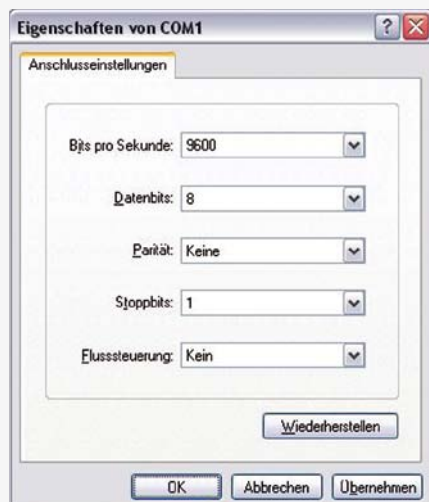 Eigenschaften von COM1
Anschlusseinstellungen
Bits pro Sekunde: 9600
Datenbits: 8
Parität: Keine
Stoppbits: 1
Flusssteuerung: Kein
Wiederherstellen
OK Abbrechen Übernehmen